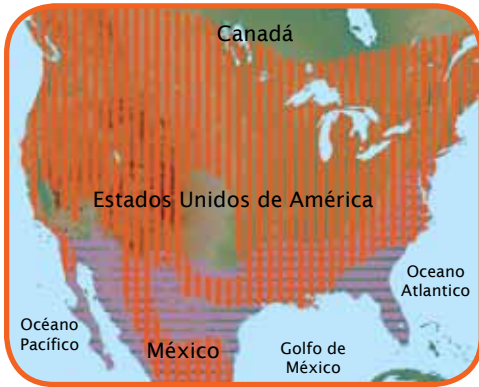 Canadá
Estados Unidos de América
Oceano
Atlantico
Océano
Pacífico
México
Golfo de
México